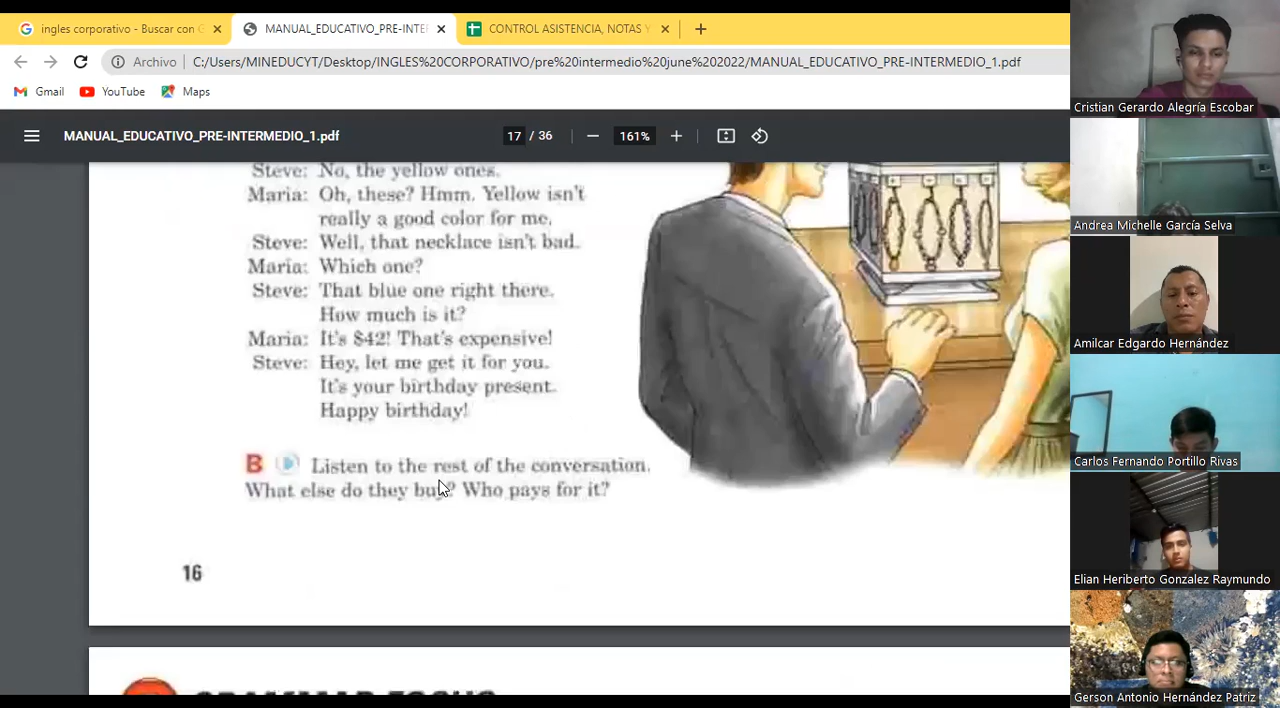 ingles corporativo - Buscar con G
MANUAL_EDUCATIVO_PRE-INTER
CONTROL ASISTENCIA, NOTAS Y
Archivo
C:/Users/MINEDUCYT/Desktop/INGLES%20CORPORATIVO/pre%20intermedio%20june%202022/MANUAL_EDUCATIVO_PRE-INTERMEDIO_1.pdf
Gmail YouTube Maps
MANUAL_EDUCATIVO_PRE-INTERMEDIO_1.pdf
17 / 36
161%
Steve: No, the yellow ones.
Maria: Oh, these? Hmm. Yellow isn't
really a good color for me.
Steve: Well, that necklace isn't bad.
Maria: Which one?
Steve: That blue one right there.
How much is it?
Maria: It's $42! That's expensive!
Steve: Hey, let me get it for you.
It's your birthday present.
Happy birthday!
B Listen to the rest of the conversation.
What else do they buy? Who pays for it?
16
GRAMMAR FOCUS
Cristian Gerardo Alegría Escobar
Andrea Michelle García Selva
Amilcar Edgardo Hernández
Carlos Fernando Portillo Rivas
Elian Heriberto Gonzalez Raymundo
Gerson Antonio Hernández Patriz